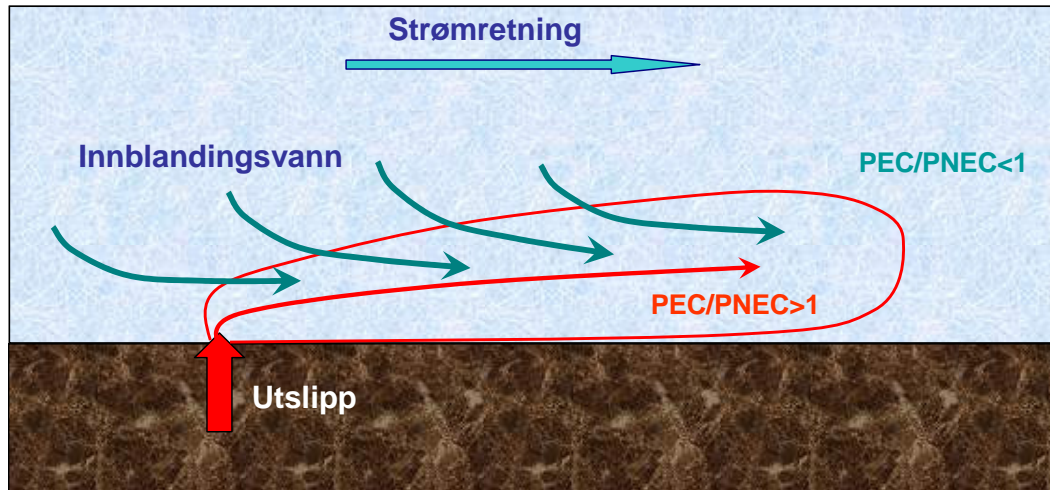 Strømretning
Innblandingsvann
PEC/PNEC<1
PEC/PNEC>1
Utslipp